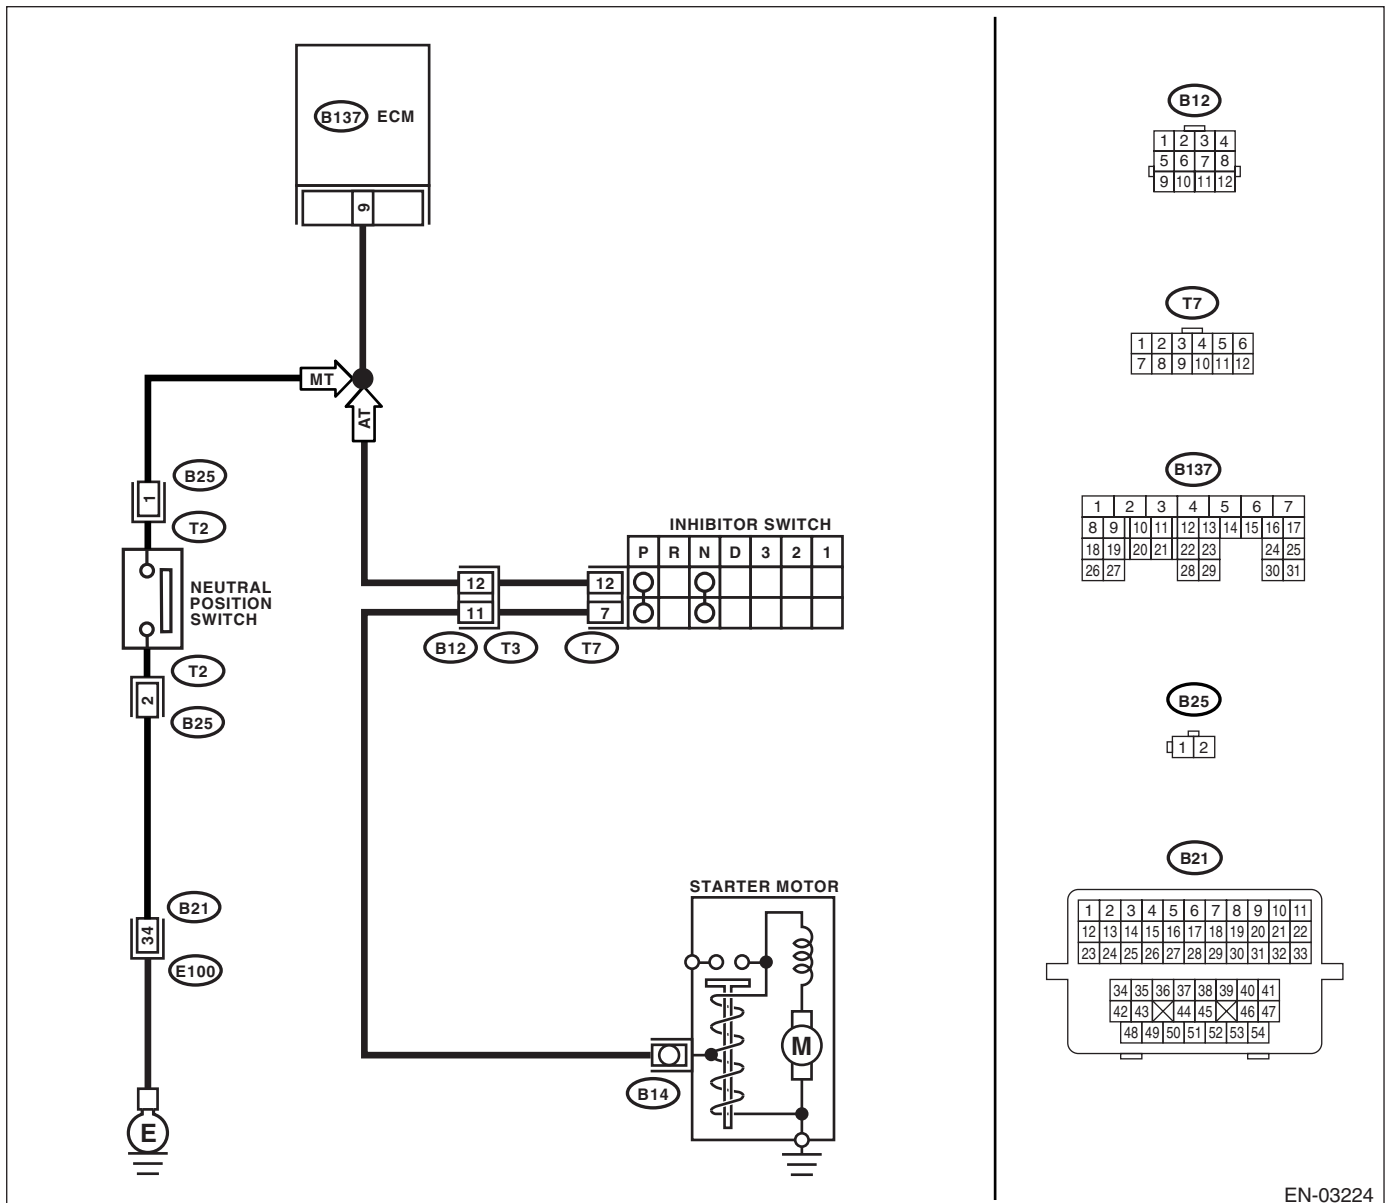 B137 ECM
9
MT
AT
B25
1
T2
NEUTRAL
POSITION
SWITCH
T2
2
B25
B21
34
E100
E
INHIBITOR SWITCH
P R N D 3 2 1
12 12
11 7
B12 T3 T7
STARTER MOTOR
M
B14
B12
1 2 3 4
5 6 7 8
9 10 11 12
T7
1 2 3 4 5 6
7 8 9 10 11 12
B137
1 2 3 4 5 6 7
8 9 10 11 12 13 14 15 16 17
18 19 20 21 22 23 24 25
26 27 28 29 30 31
B25
1 2
B21
1 2 3 4 5 6 7 8 9 10 11
12 13 14 15 16 17 18 19 20 21 22
23 24 25 26 27 28 29 30 31 32 33
34 35 36 37 38 39 40 41
42 43 44 45 46 47
48 49 50 51 52 53 54
EN-03224